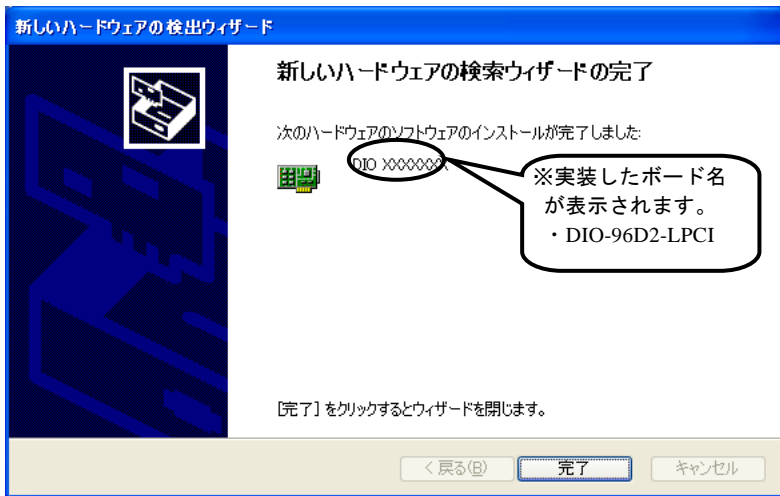 新しいハードウェアの検出ウィザード
新しいハードウェアの検索ウィザードの完了
次のハードウェアのソフトウェアのインストールが完了しました:
DIO XXXXXXX
※実装したボード名
が表示されます。
・DIO-96D2-LPCI
[完了] をクリックするとウィザードを閉じます。
< 戻る(B)
完了
キャンセル